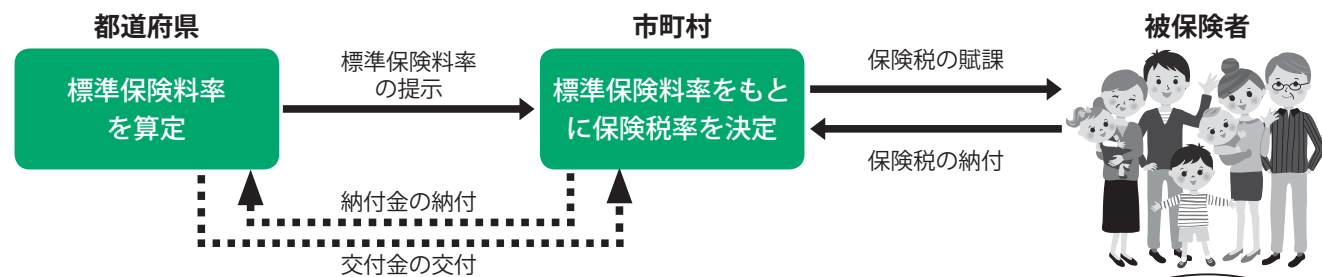 都道府県
標準保険料率
を算定
標準保険料率
の提示
市町村
標準保険料率をもと
に保険税率を決定
保険税の賦課
保険税の納付
被保険者
納付金の納付
交付金の交付